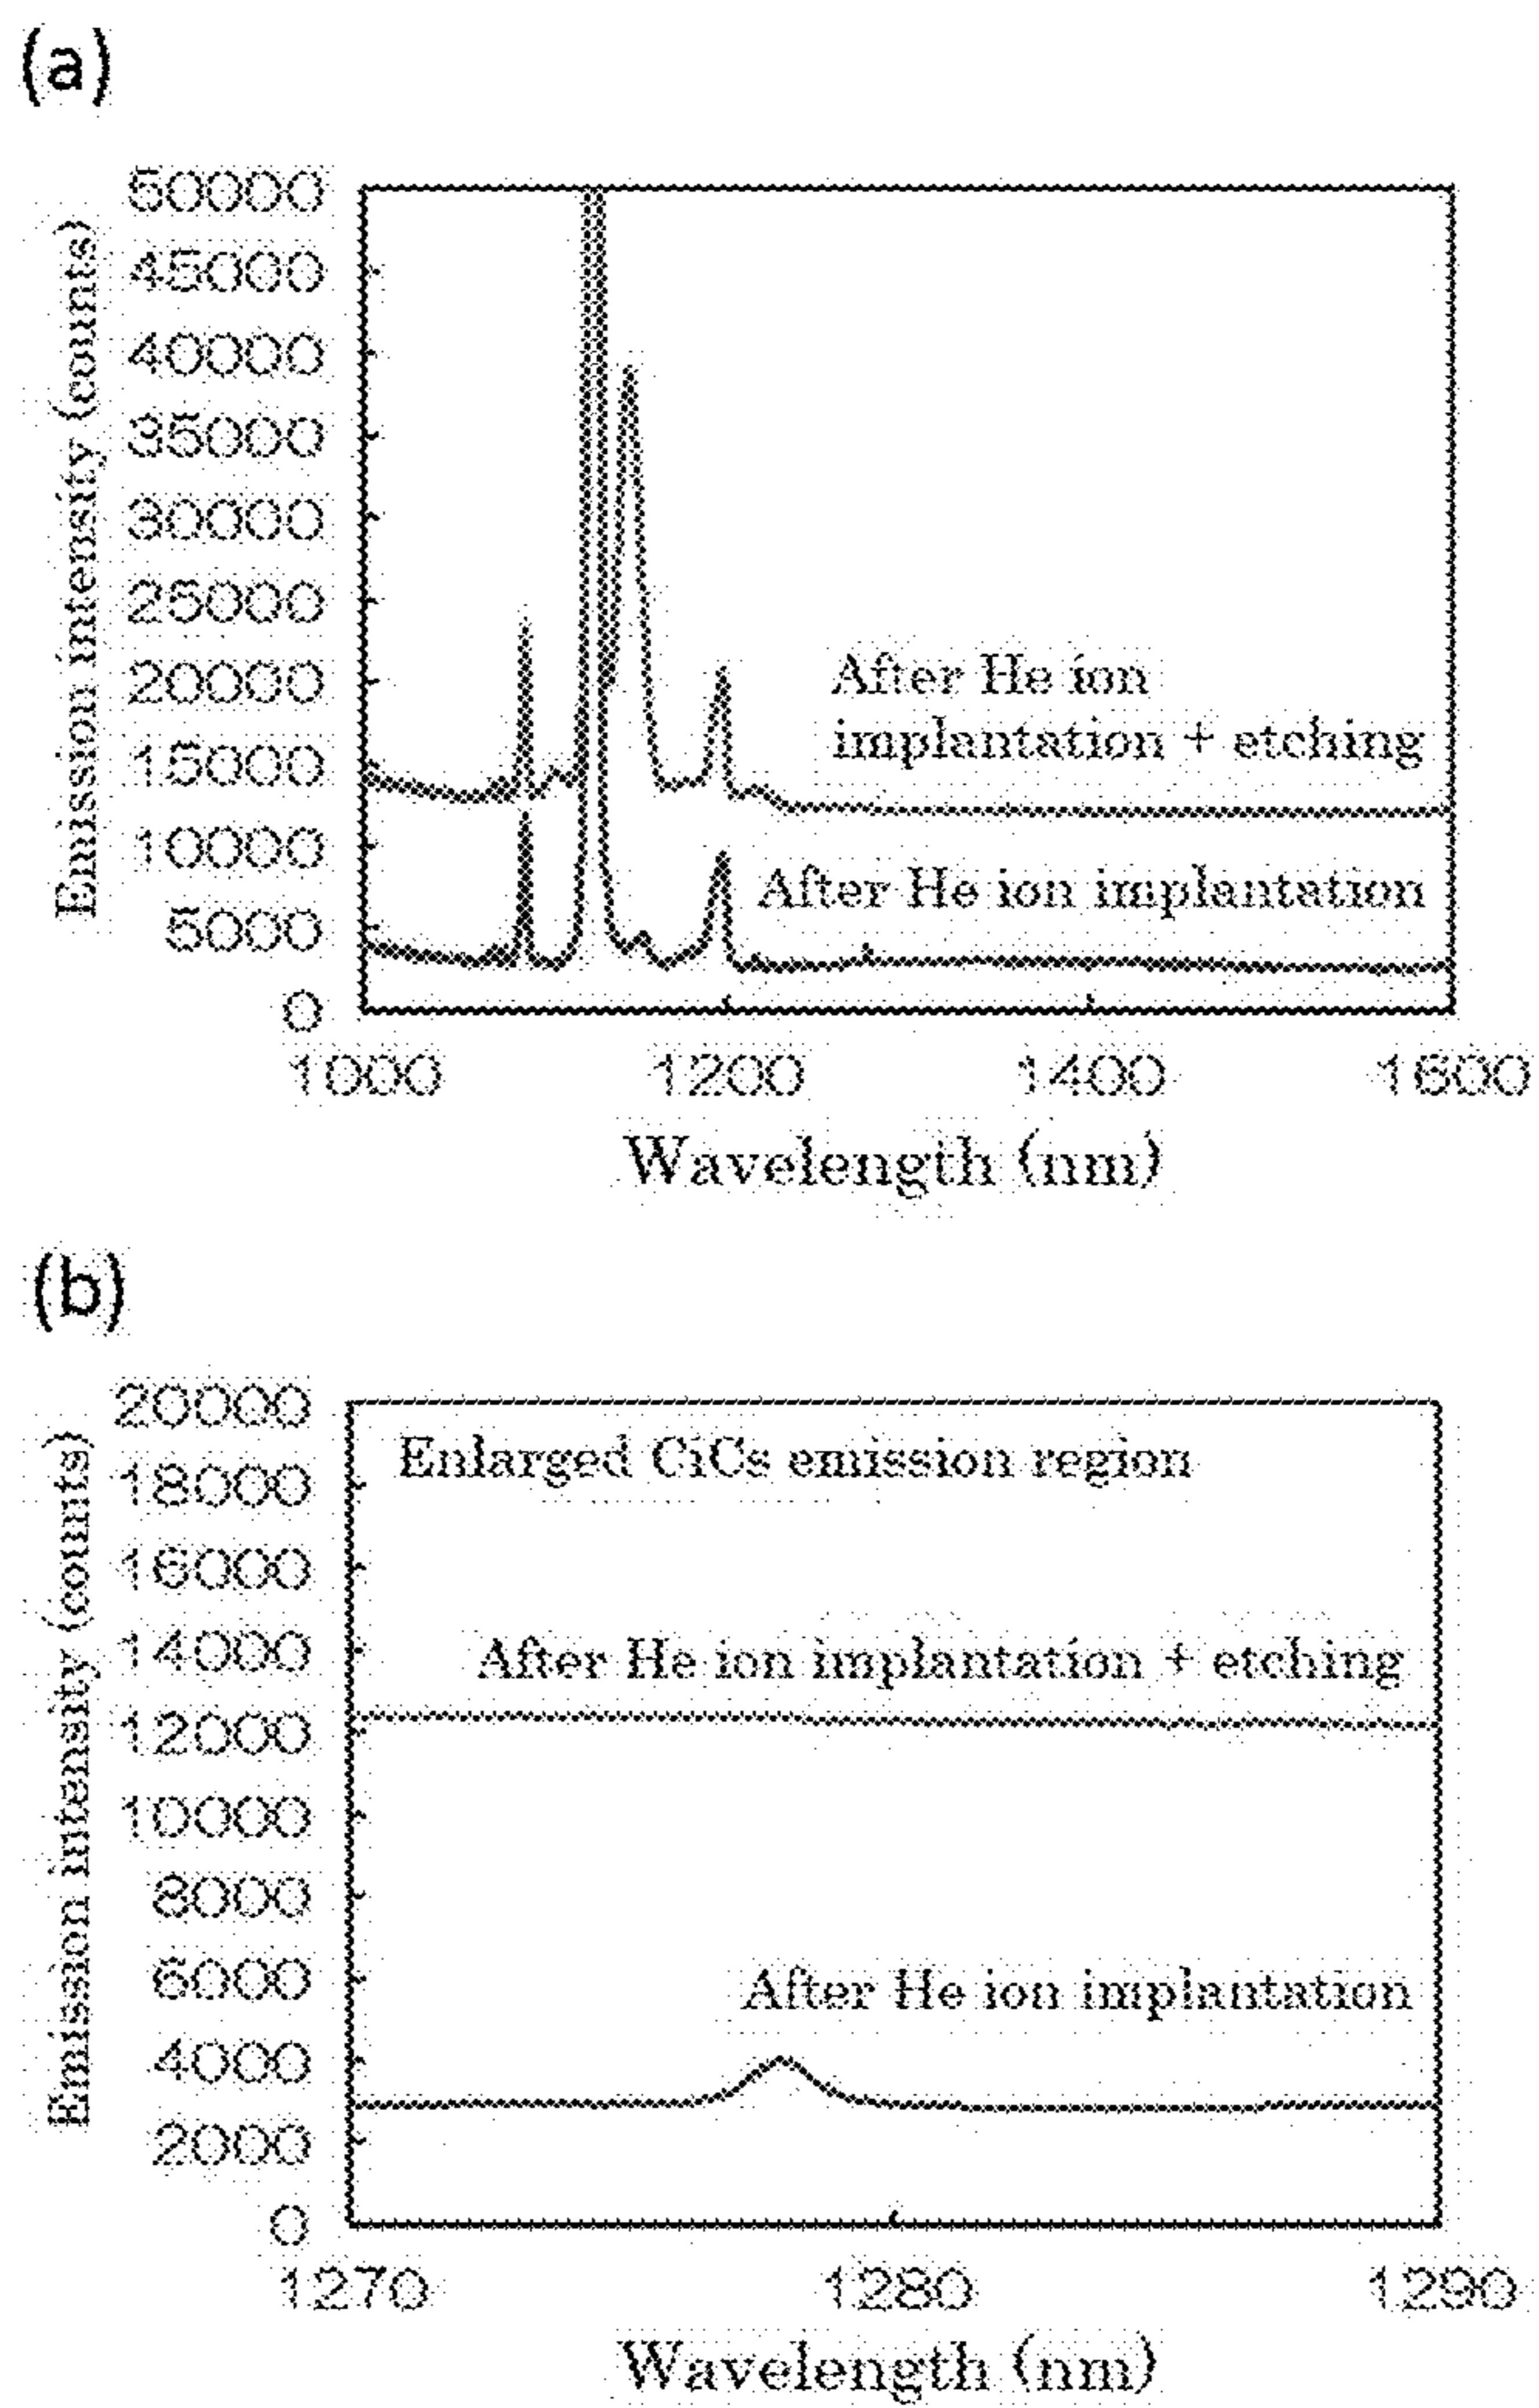 (a)
50000
45000
40000
35000
30000
25000
20000
15000
10000
5000
0
Emission intensity (counts)
After He ion
implantation + etching
After He ion implantation
1000 1200 1400 1600
Wavelength (nm)
(b)
20000
18000
16000
14000
12000
10000
8000
6000
4000
2000
0
Emission intensity (counts)
Enlarged CiCs emission region
After He ion implantation + etching
After He ion implantation
1270 1280 1290
Wavelength (nm)